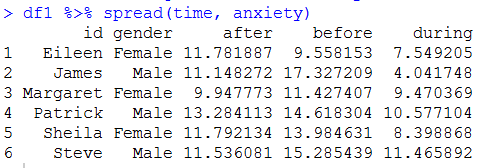 > df1 %>% spread(time, anxiety)
id gender after before during
1 Eileen Female 11.781887 9.558153 7.549205
2 James Male 11.148272 17.327209 4.041748
3 Margaret Female 9.947773 11.427407 9.470369
4 Patrick Male 13.284113 14.618304 10.577104
5 Sheila Female 11.792134 13.984631 8.398868
6 Steve Male 11.536081 15.285439 11.465892